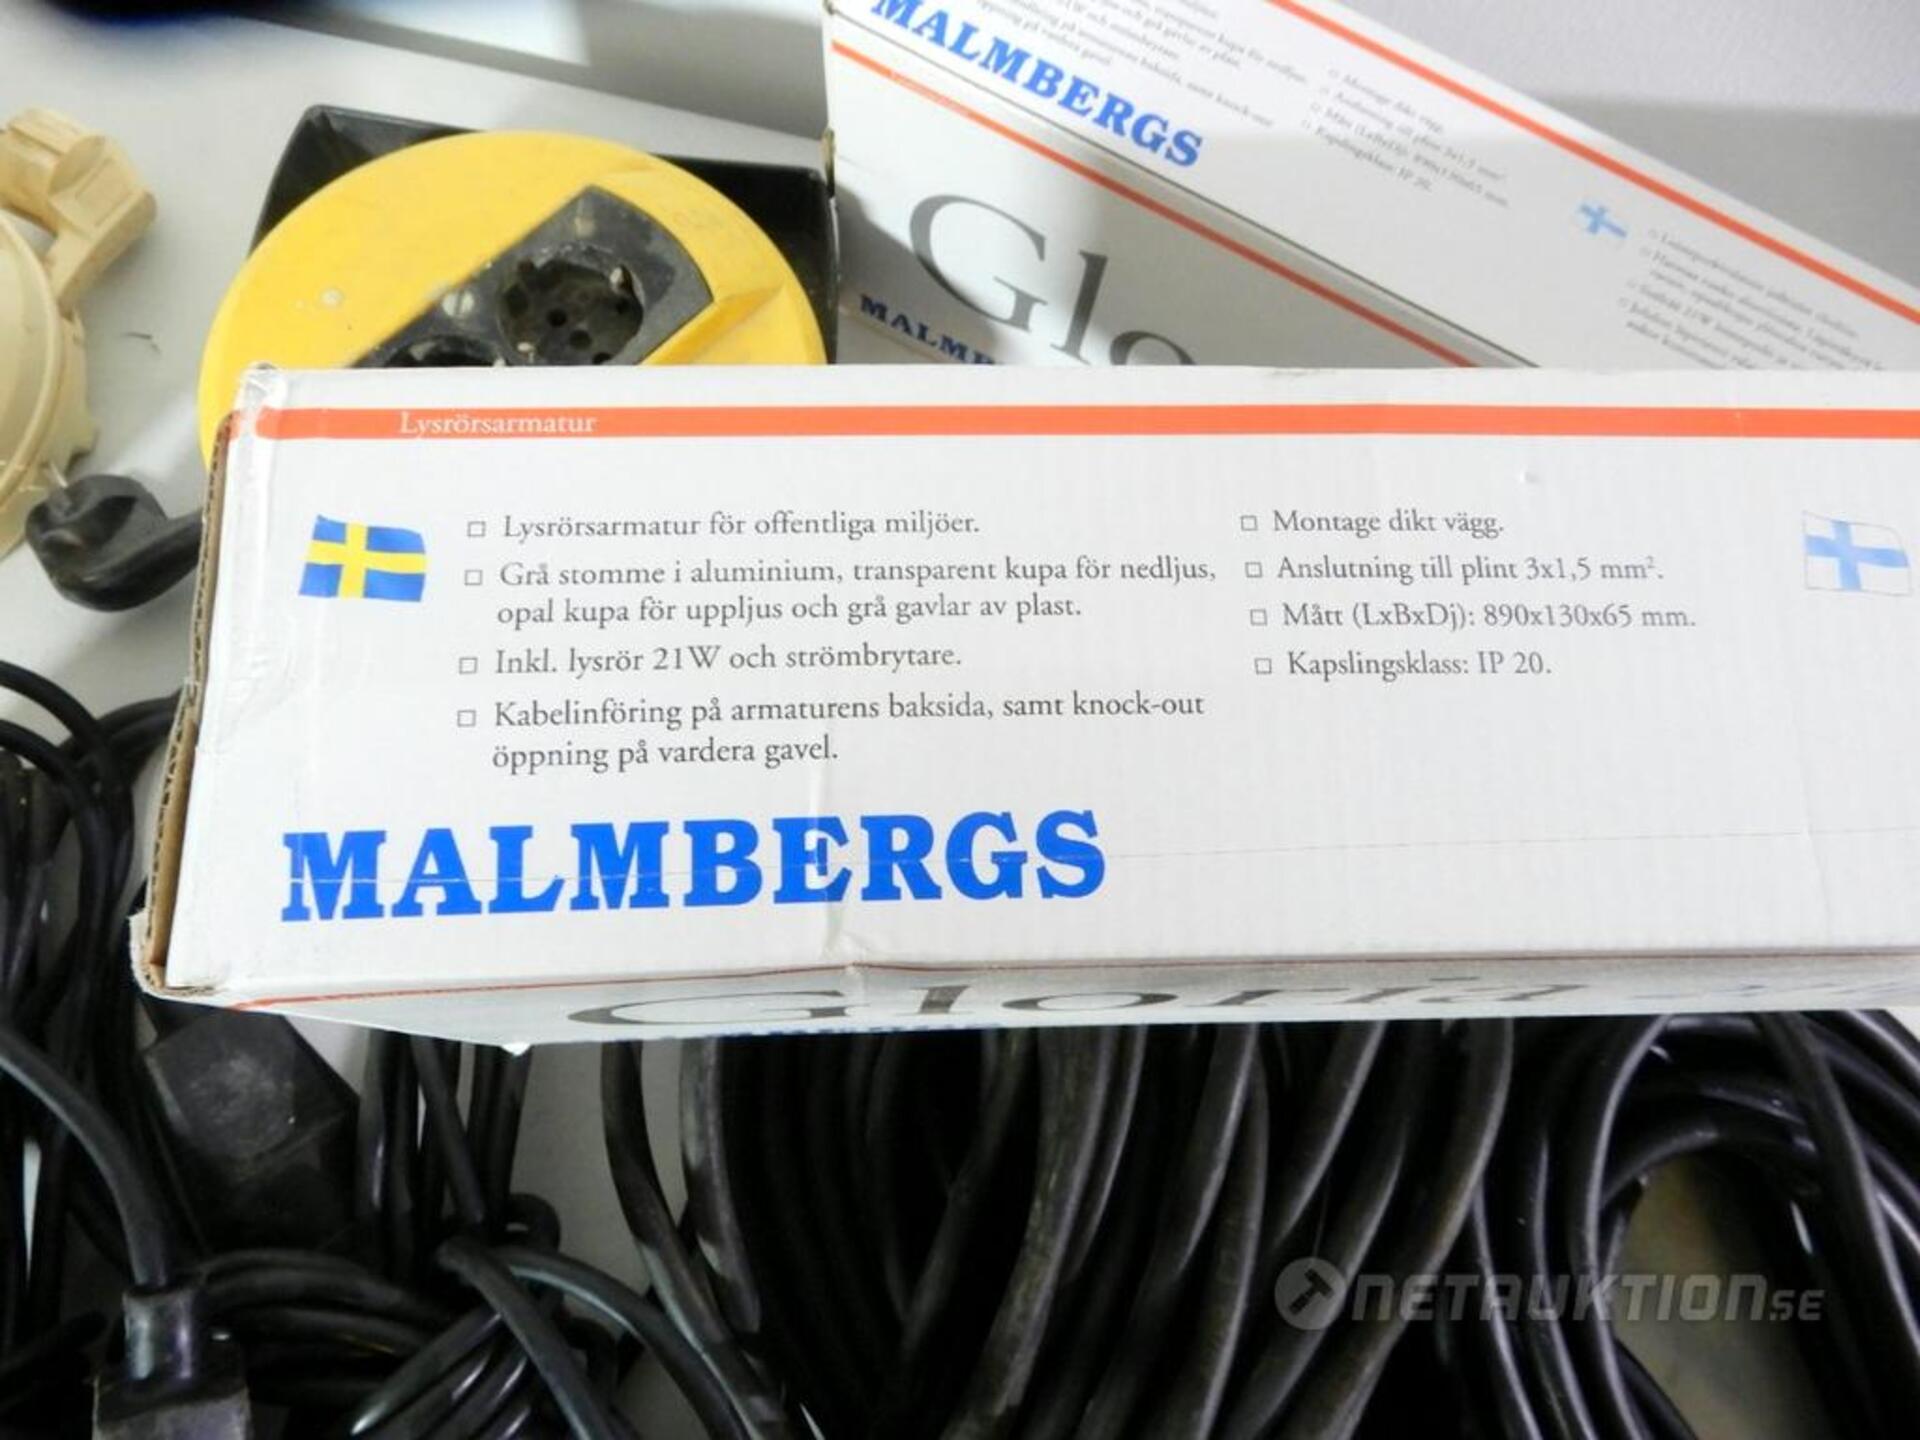 MALMBERGS
Glo
Lysrörsarmatur
Lysrörsarmatur för offentliga miljöer.
Grå stomme i aluminium, transparent kupa för nedljus,
opal kupa för uppljus och grå gavlar av plast.
Inkl. lysrör 21W och strömbrytare.
Kabelinföring på armaturens baksida, samt knock-out
öppning på vardera gavel.
Montage dikt vägg.
Anslutning till plint 3x1,5 mm².
Mått (LxBxDj): 890x130x65 mm.
Kapslingsklass: IP 20.
MALMBERGS
Gloria
NETAUKTION.SE